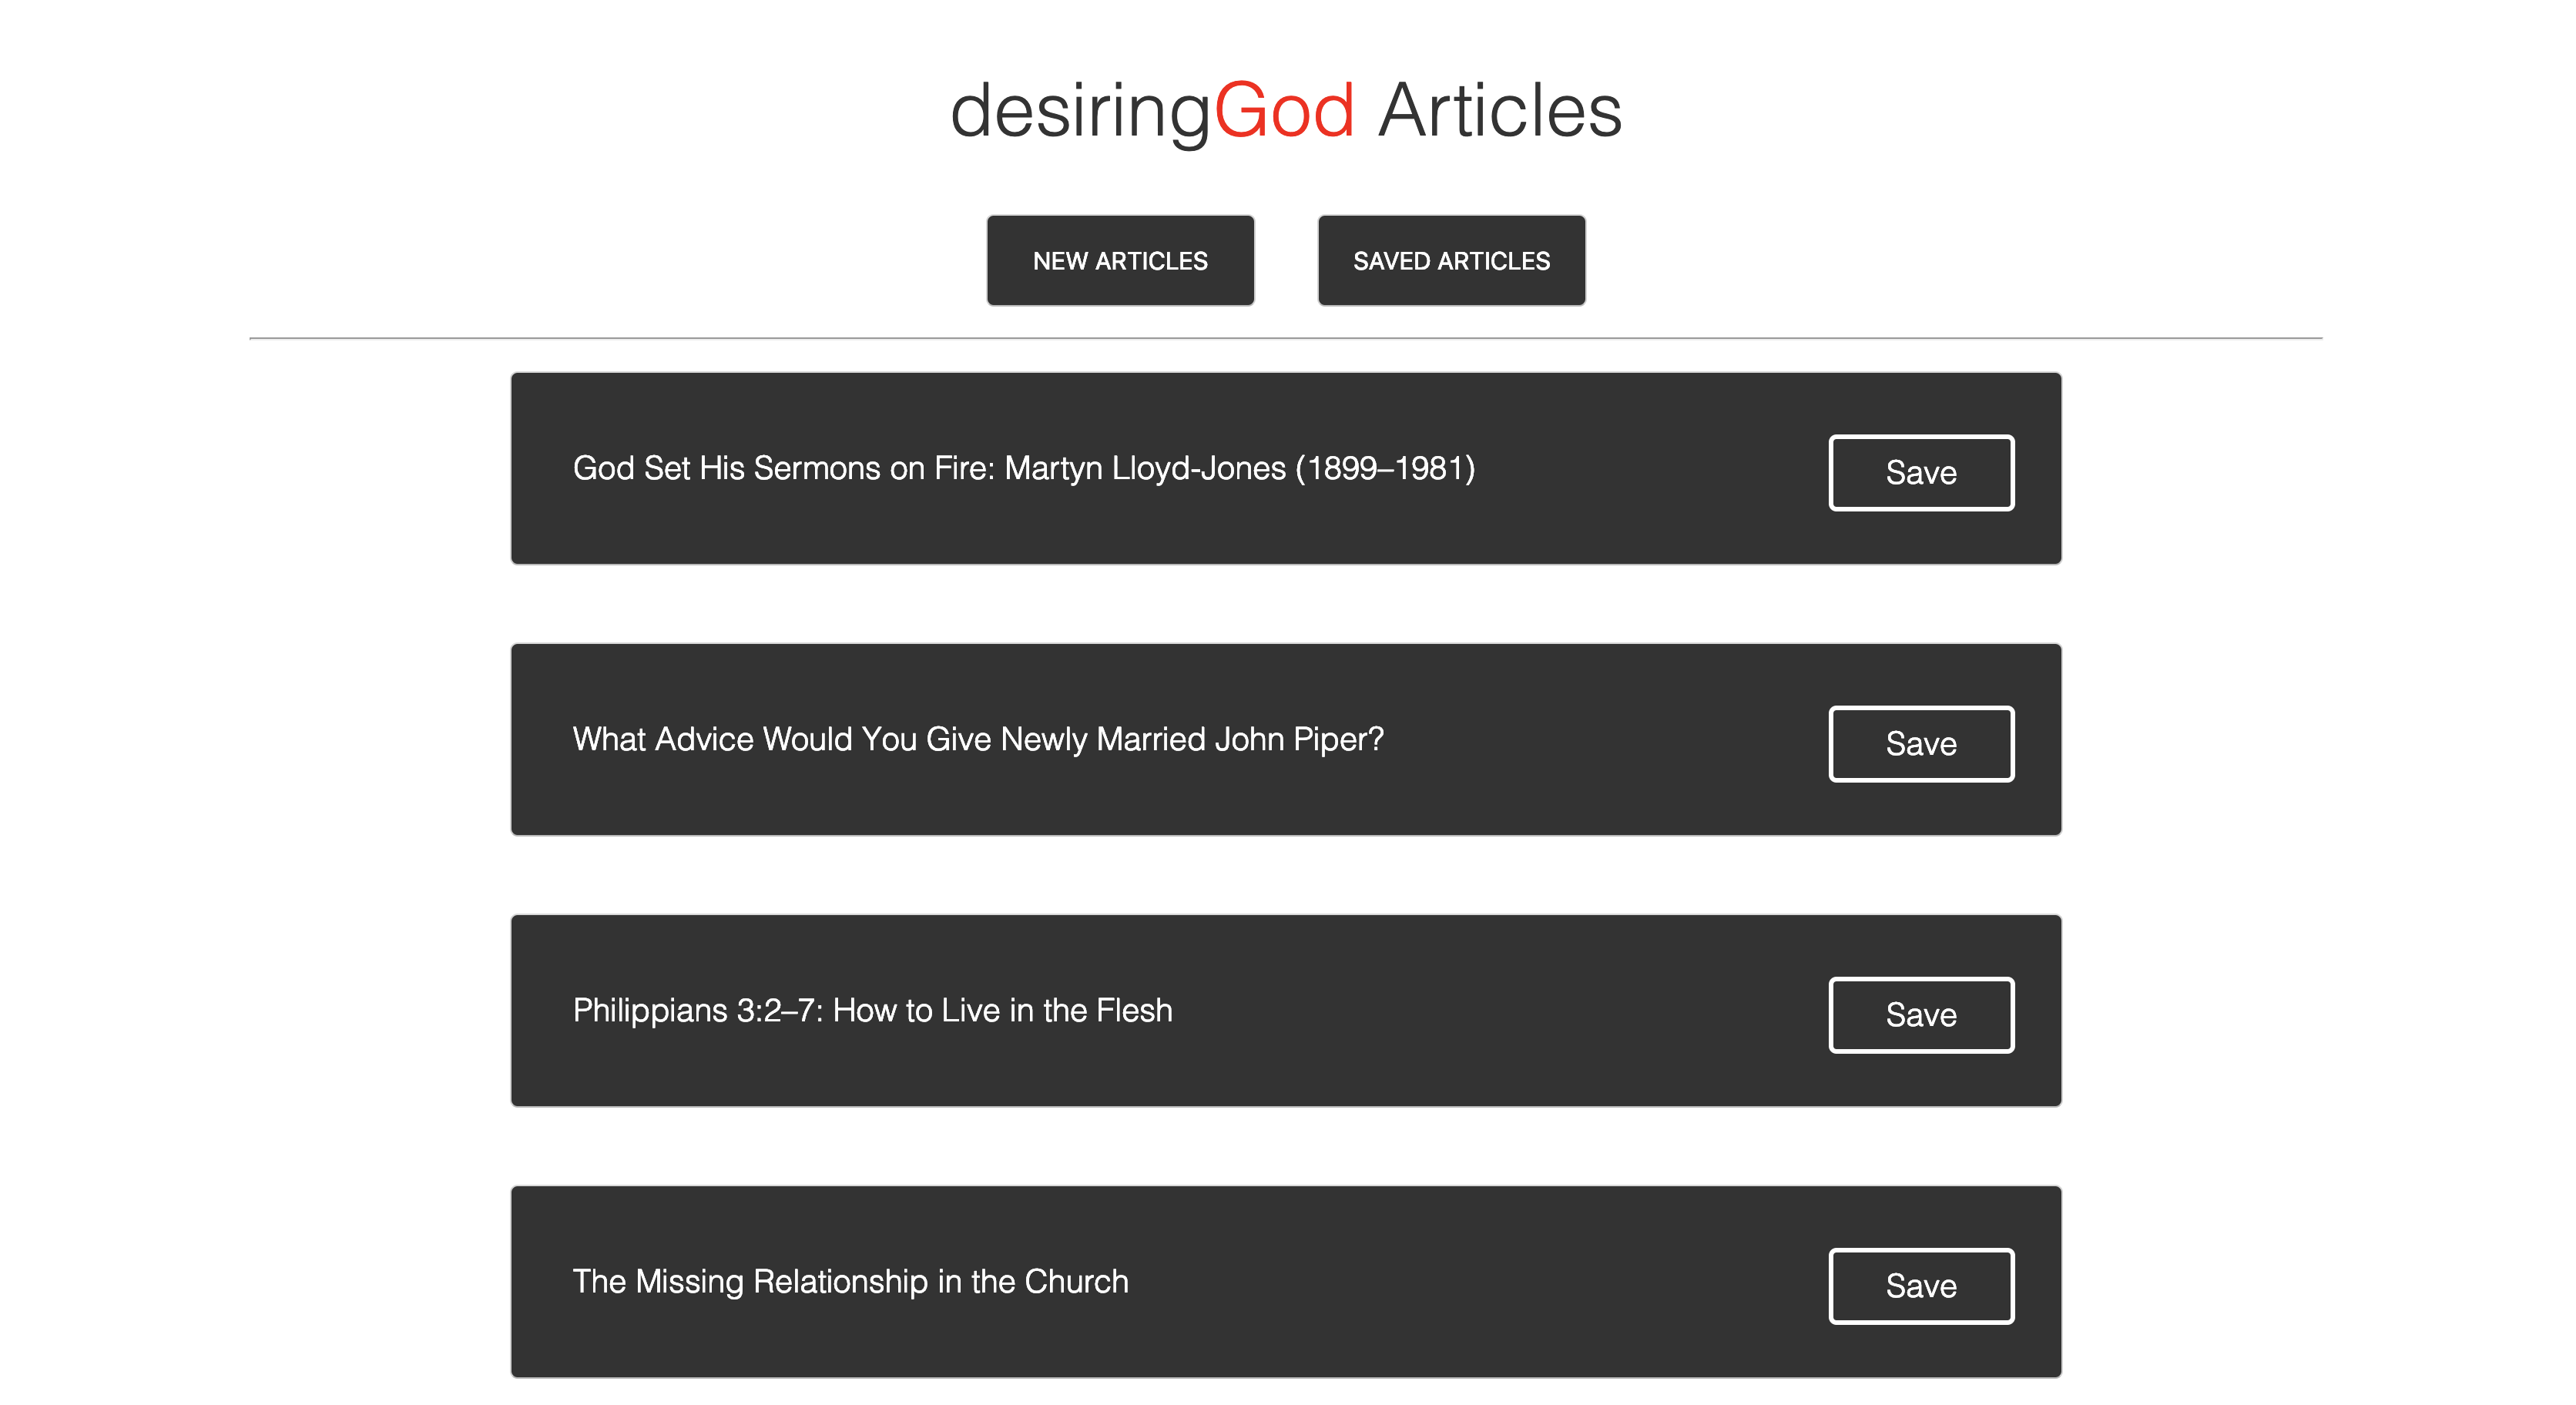 desiringGod Articles
NEW ARTICLES
SAVED ARTICLES
God Set His Sermons on Fire: Martyn Lloyd-Jones (1899–1981)
Save
What Advice Would You Give Newly Married John Piper?
Save
Philippians 3:2–7: How to Live in the Flesh
Save
The Missing Relationship in the Church
Save